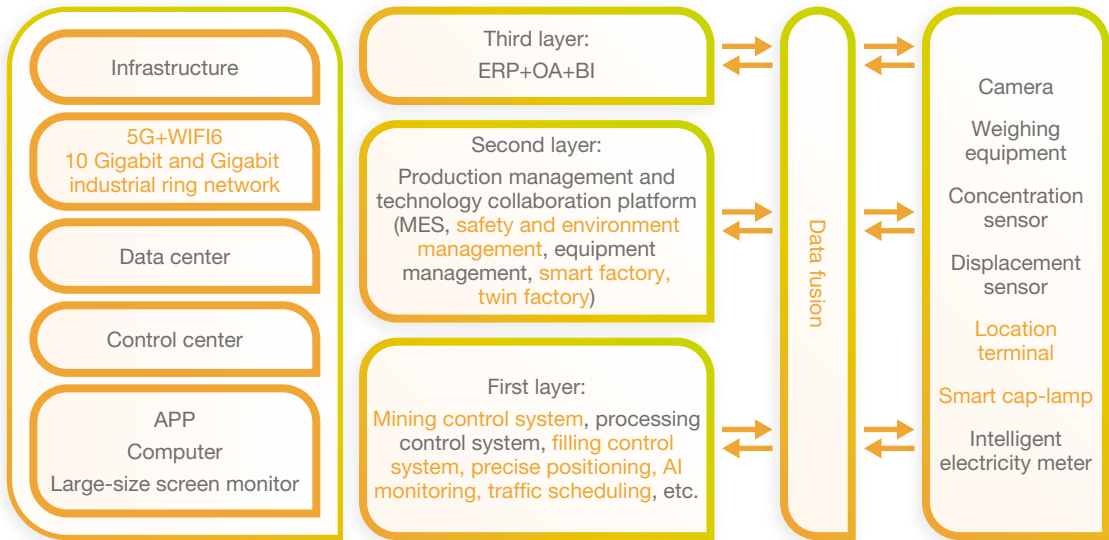 Infrastructure
5G+WIFI6
10 Gigabit and Gigabit
industrial ring network
Data center
Control center
APP
Computer
Large-size screen monitor
Third layer:
ERP+OA+BI
Second layer:
Production management and
technology collaboration platform
(MES, safety and environment
management, equipment
management, smart factory,
twin factory)
First layer:
Mining control system, processing
control system, filling control
system, precise positioning, AI
monitoring, traffic scheduling, etc.
Data fusion
Camera
Weighing
equipment
Concentration
sensor
Displacement
sensor
Location
terminal
Smart cap-lamp
Intelligent
electricity meter